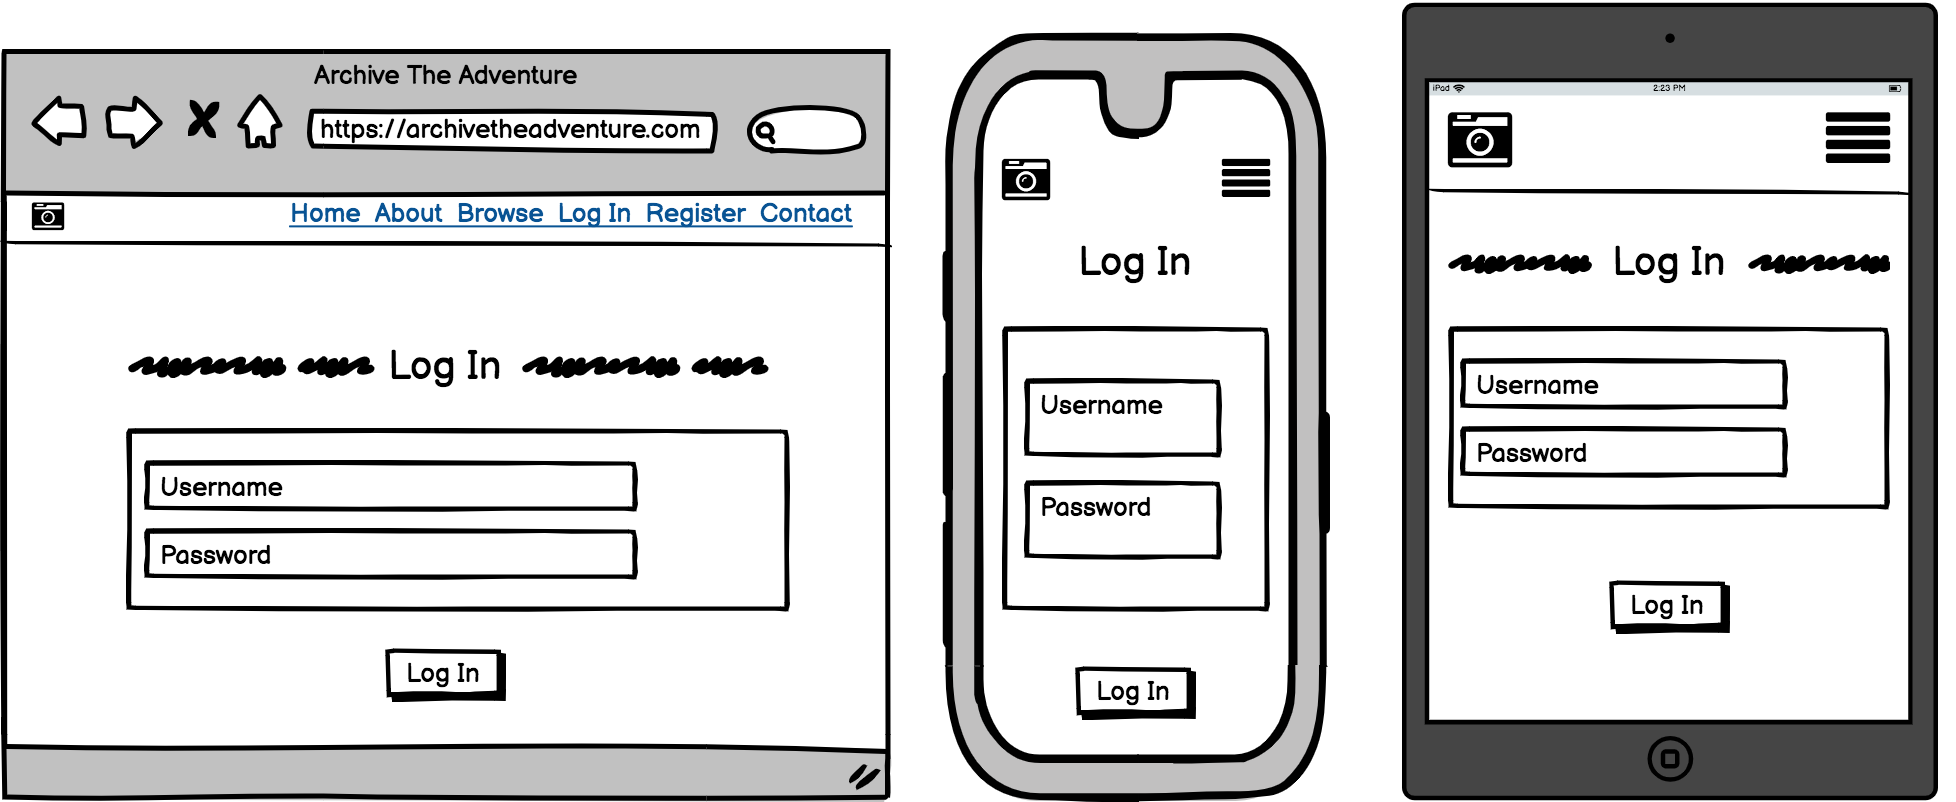 Archive The Adventure
https://archivetheadventure.com
Home About Browse Log In Register Contact
Log In
Username
Password
Log In
Log In
Username
Password
Log In
iPad 2:23 PM
Log In
Username
Password
Log In